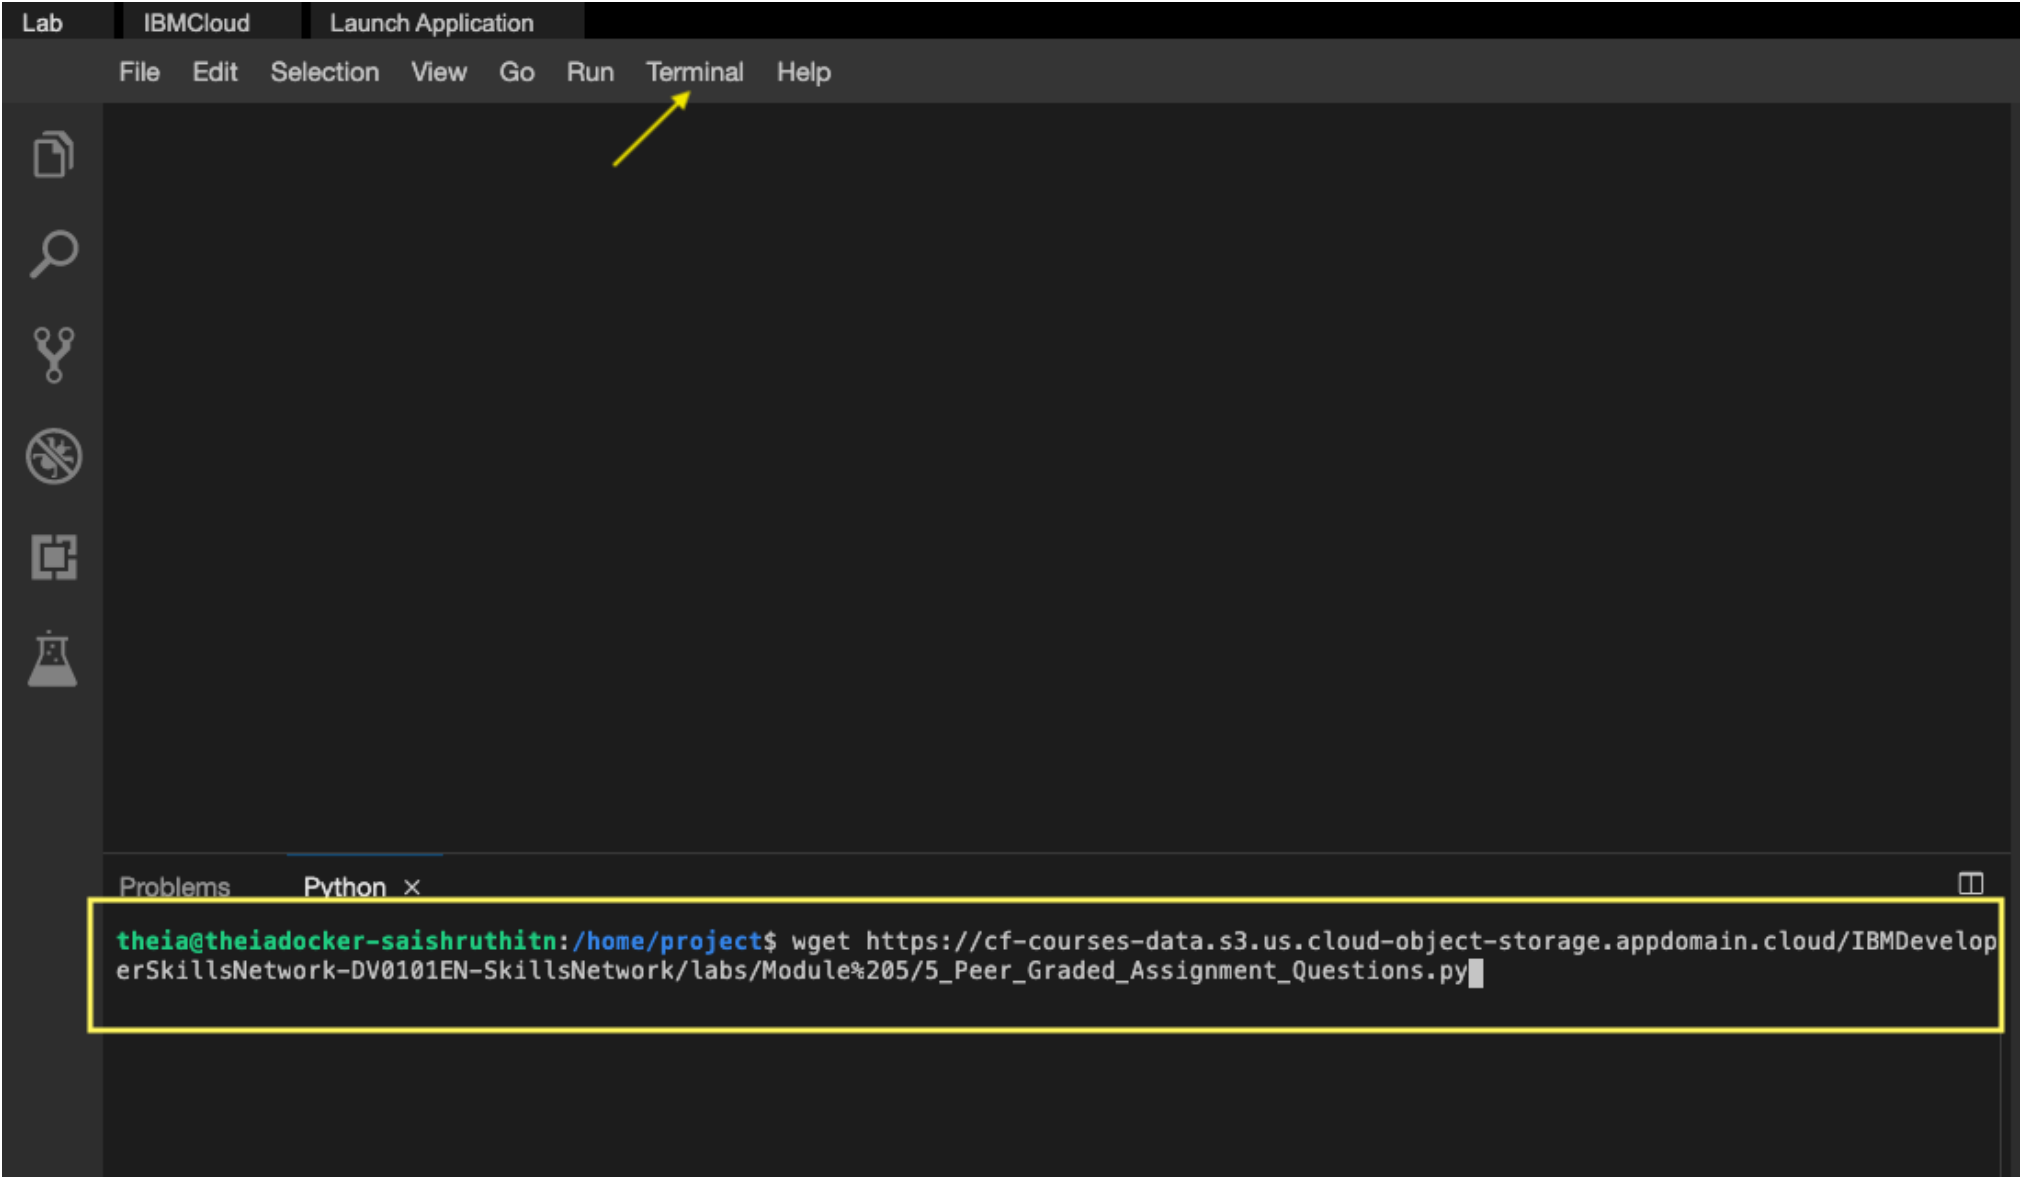 Lab IBMCloud Launch Application
File Edit Selection View Go Run Terminal Help
Problems Python ×
theia@theiadocker-saishruthitn:/home/project$ wget https://cf-courses-data.s3.us.cloud-object-storage.appdomain.cloud/IBMDevelop
erSkillsNetwork-DV0101EN-SkillsNetwork/labs/Module%205/5_Peer_Graded_Assignment_Questions.py